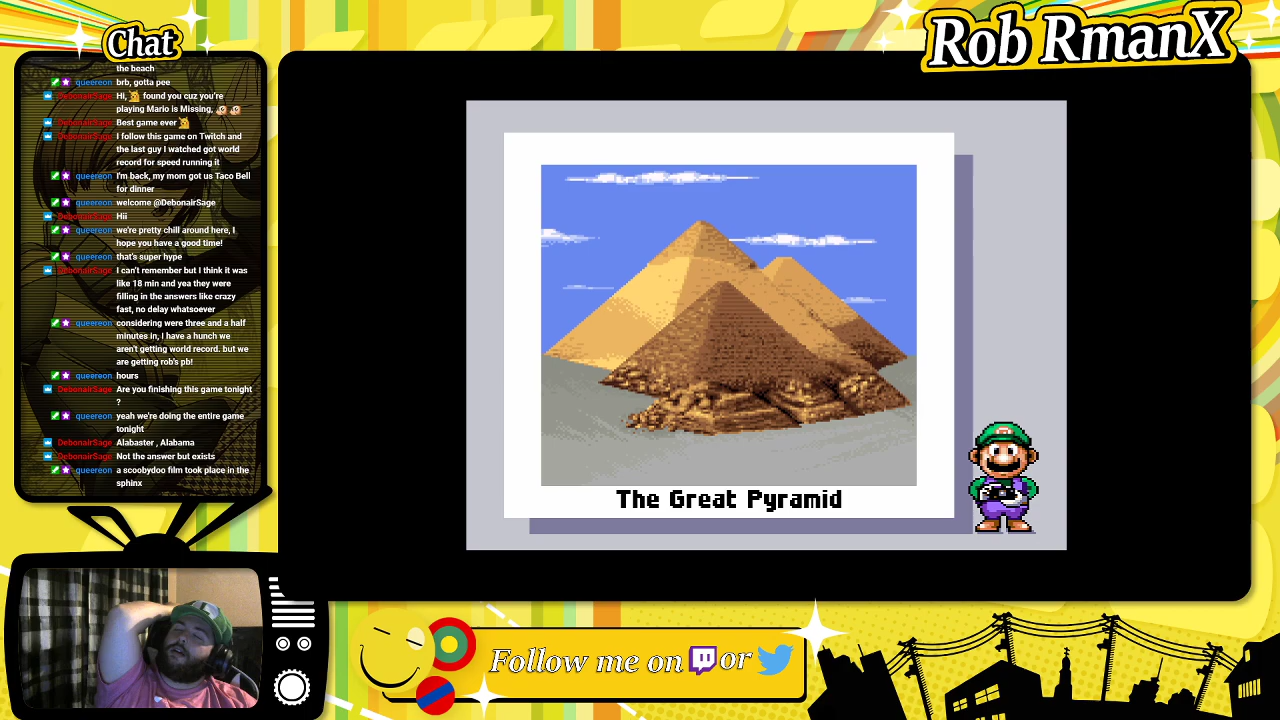 Chat
Rob RmanX
the beach
queereon brb, gotta pee
DebonairSage Hi, found you cuz you're
playing Mario is Missing,
DebonairSage Best game ever
DebonairSage I follow this game on Twitch and
the last guy I watched got world
record for speed running it
queereon I'm back, my mom got us Taco Bell
for dinner
queereon welcome @DebonairSage
DebonairSage Hii
queereon we're pretty chill around here, I
hope you have a good time!
queereon that's super hype
DebonairSage I can't remember but I think it was
like 18 min and yea they were
filling in the answers like crazy
fast, no delay whatsoever
queereon considering were three and a half
minutes in, I have a hunch we
aren't getting world record. but we
are getting rob's pb!
queereon hours
DebonairSage Are you finishing this game tonight
?
queereon yeah we're doing the entire game
tonight
DebonairSage Alabaster , Alabama
DebonairSage Not the answer but exists
queereon a scoobydoo film took place in the
sphinx
The Great Pyramid
Follow me on or